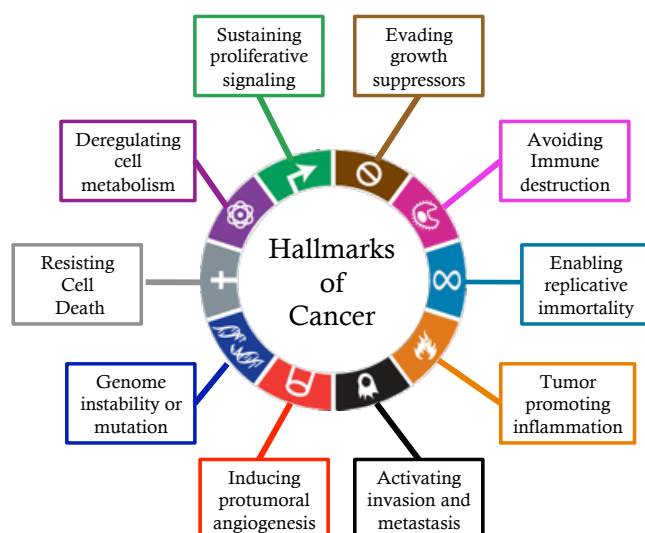 Sustaining
proliferative
signaling
Evading
growth
suppressors
Deregulating
cell
metabolism
Avoiding
Immune
destruction
Hallmarks
of
Cancer
Resisting
Cell
Death
Enabling
replicative
immortality
Genome
instability or
mutation
Tumor
promoting
inflammation
Inducing
protumoral
angiogenesis
Activating
invasion and
metastasis